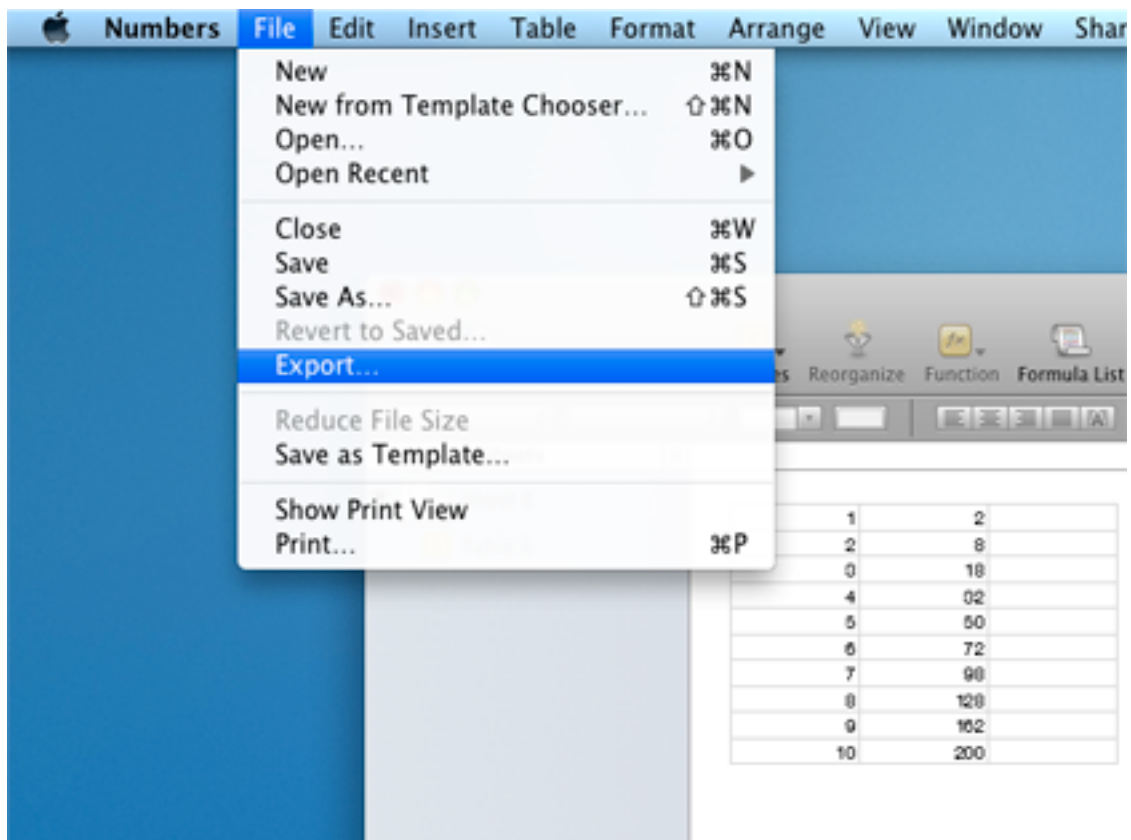 Numbers File Edit Insert Table Format Arrange View Window Shar
New ⌘N
New from Template Chooser... ⇧⌘N
Open... ⌘O
Open Recent ▶
Close ⌘W
Save ⌘S
Save As... ⇧⌘S
Revert to Saved...
Export...
Reduce File Size
Save as Template...
Show Print View
Print... ⌘P
es Reorganize Function Formula List
1 2
2 8
3 18
4 32
5 50
6 72
7 98
8 128
9 162
10 200